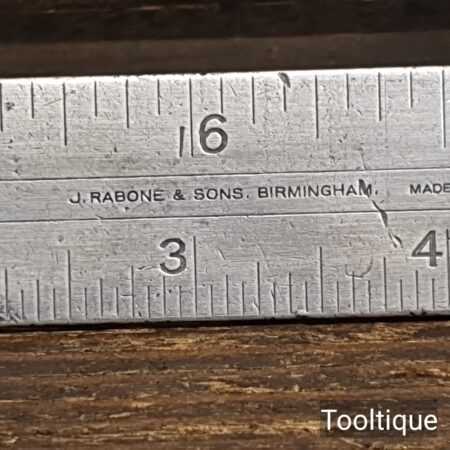 6
J. RABONE & SONS. BIRMINGHAM. MADE
3 4
Tooltique